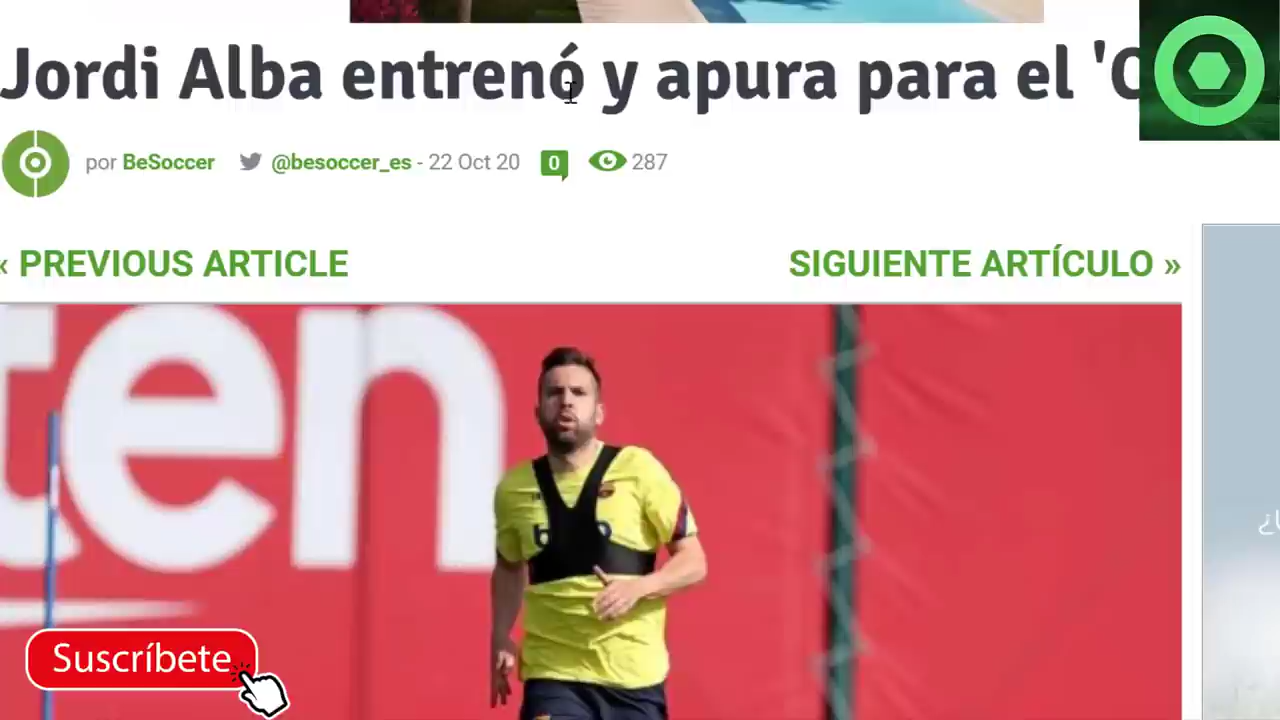 Jordi Alba entrenó y apura para el
por BeSoccer @besoccer_es - 22 Oct 20 0 287
« PREVIOUS ARTICLE SIGUIENTE ARTÍCULO »
ten
Suscríbete